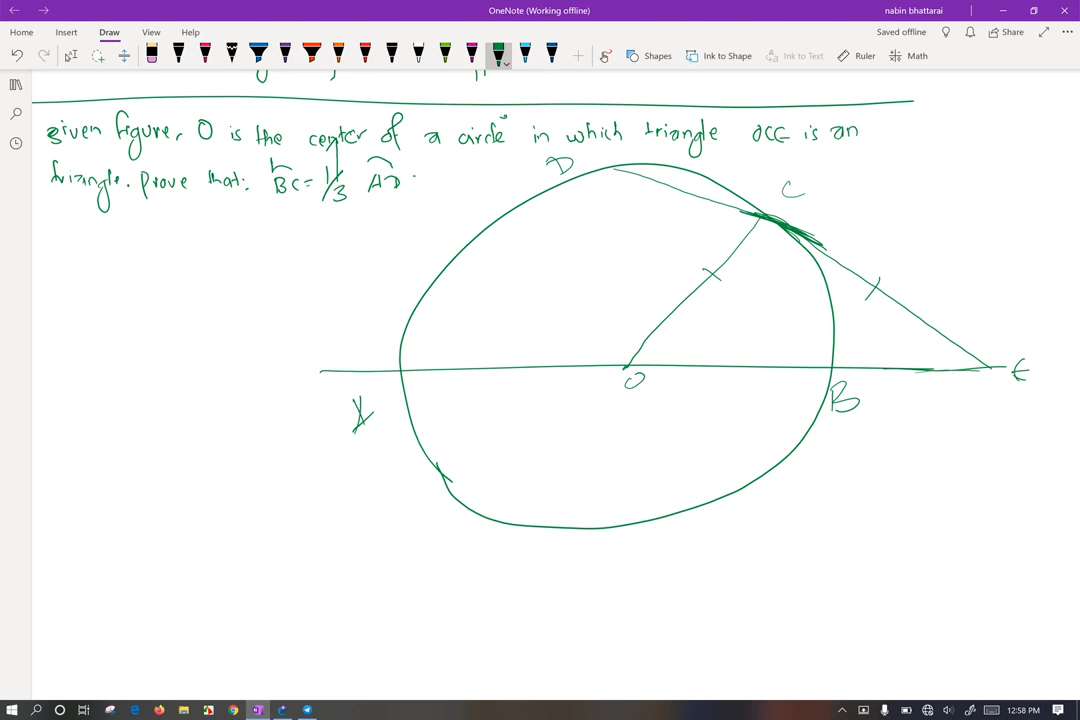 OneNote (Working offline)
nabin bhattarai
Home Insert Draw View Help
Saved offline
Share
Shapes
Ink to Shape
Ink to Text
Ruler
Math
given figure, O is the center of a circle in which triangle OCE is an
triangle. Prove that: BC = 1/3 AD.
D
C
O
B
E
12:58 PM